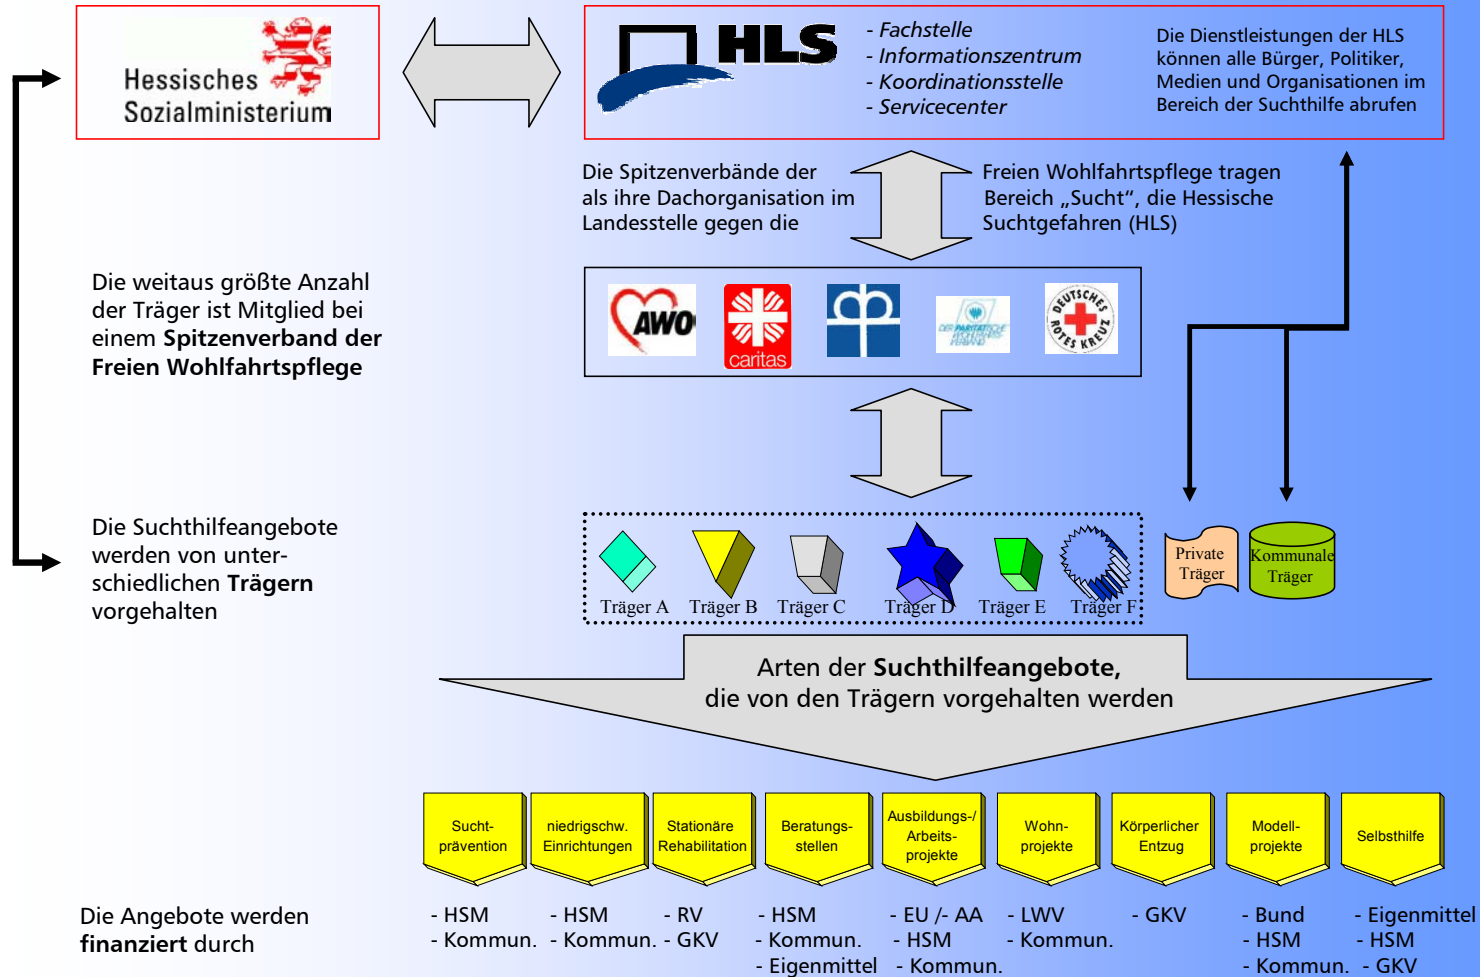 Hessisches
Sozialministerium
HLS
- Fachstelle
- Informationszentrum
- Koordinationsstelle
- Servicecenter
Die Dienstleistungen der HLS
können alle Bürger, Politiker,
Medien und Organisationen im
Bereich der Suchthilfe abrufen
Die Spitzenverbände der Freien Wohlfahrtspflege tragen
als ihre Dachorganisation im Bereich „Sucht“, die Hessische
Landesstelle gegen die Suchtgefahren (HLS)
Die weitaus größte Anzahl
der Träger ist Mitglied bei
einem Spitzenverband der
Freien Wohlfahrtspflege
AWO
caritas
DER PARITÄTISCHE
WOHLFAHRTS-
VERBAND
DEUTSCHES
ROTES KREUZ
Die Suchthilfeangebote
werden von unter-
schiedlichen Trägern
vorgehalten
Träger A
Träger B
Träger C
Träger D
Träger E
Träger F
Private
Träger
Kommunale
Träger
Arten der Suchthilfeangebote,
die von den Trägern vorgehalten werden
Sucht-
prävention
niedrigschw.
Einrichtungen
Stationäre
Rehabilitation
Beratungs-
stellen
Ausbildungs-/
Arbeits-
projekte
Wohn-
projekte
Körperlicher
Entzug
Modell-
projekte
Selbsthilfe
Die Angebote werden
finanziert durch
- HSM
- Kommun.
- HSM
- Kommun.
- RV
- GKV
- HSM
- Kommun.
- Eigenmittel
- EU /- AA
- HSM
- Kommun.
- LWV
- Kommun.
- GKV
- Bund
- HSM
- Kommun.
- Eigenmittel
- HSM
- GKV